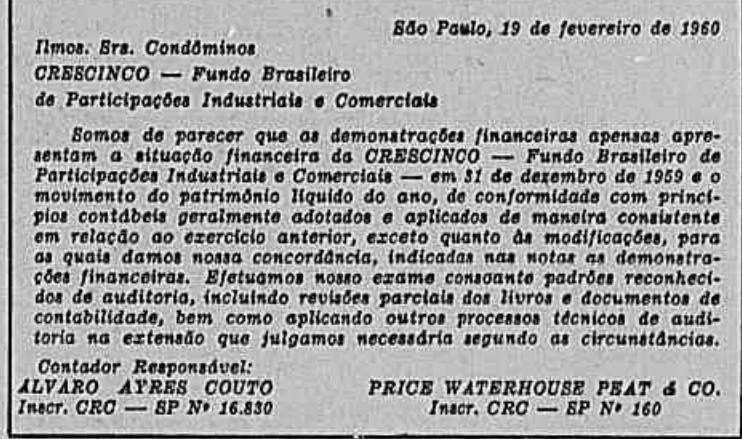 São Paulo, 19 de fevereiro de 1960
Ilmos. Srs. Condôminos
CRESCINCO — Fundo Brasileiro
de Participações Industriais e Comerciais
Somos de parecer que as demonstrações financeiras apensas apre-
sentam a situação financeira da CRESCINCO — Fundo Brasileiro de
Participações Industriais e Comerciais — em 31 de dezembro de 1959 e o
movimento do patrimônio líquido do ano, de conformidade com princí-
pios contábeis geralmente adotados e aplicados de maneira consistente
em relação ao exercício anterior, exceto quanto às modificações, para
as quais damos nossa concordância, indicadas nas notas as demonstra-
ções financeiras. Efetuamos nosso exame consoante padrões reconheci-
dos de auditoria, incluindo revisões parciais dos livros e documentos de
contabilidade, bem como aplicando outros processos técnicos de audi-
toria na extensão que julgamos necessária segundo as circunstâncias.
Contador Responsável:
ALVARO AYRES COUTO PRICE WATERHOUSE PEAT & CO.
Inscr. CRC — SP Nº 16.830 Inscr. CRC — SP Nº 160